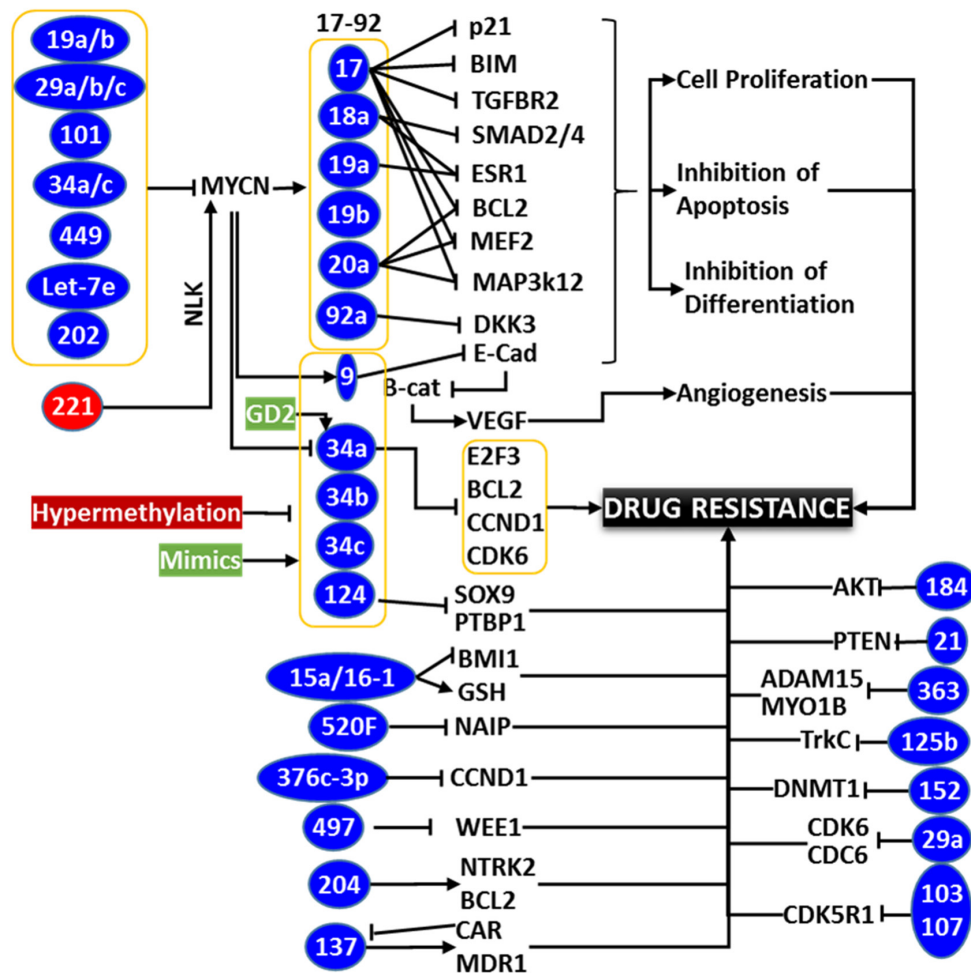 19a/b
29a/b/c
101
34a/c
449
Let-7e
202
221
NLK
MYCN
17-92
17
18a
19a
19b
20a
92a
p21
BIM
TGFBR2
SMAD2/4
ESR1
BCL2
MEF2
MAP3k12
DKK3
E-Cad
B-cat
VEGF
Cell Proliferation
Inhibition of
Apoptosis
Inhibition of
Differentiation
Angiogenesis
9
GD2
34a
34b
34c
124
Hypermethylation
Mimics
E2F3
BCL2
CCND1
CDK6
DRUG RESISTANCE
SOX9
PTBP1
15a/16-1
BMI1
GSH
520F
NAIP
376c-3p
CCND1
497
WEE1
204
NTRK2
BCL2
137
CAR
MDR1
AKT
184
PTEN
21
ADAM15
MYO1B
363
TrkC
125b
DNMT1
152
CDK6
CDC6
29a
CDK5R1
103
107